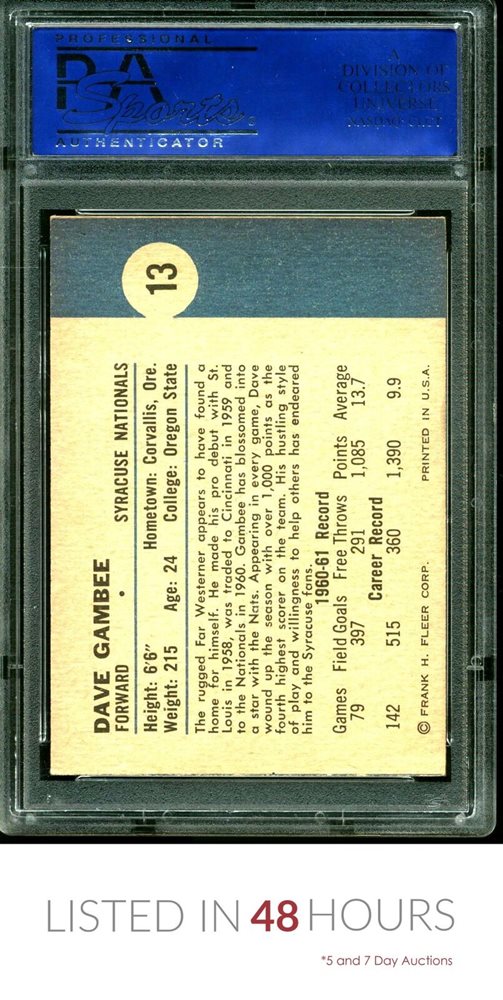 PROFESSIONAL
PSA
Sports
AUTHENTICATOR
A
DIVISION OF
COLLECTORS
UNIVERSE
NASDAQ: CLCT
13
DAVE GAMBEE
FORWARD • SYRACUSE NATIONALS
Height: 6'6" Hometown: Corvallis, Ore.
Weight: 215 Age: 24 College: Oregon State
The rugged Far Westerner appears to have found a
home for himself. He made his pro debut with St.
Louis in 1958, was traded to Cincinnati in 1959 and
to the Nationals in 1960. Gambee has blossomed into
a star with the Nats. Appearing in every game, Dave
wound up the season with over 1,000 points as the
fourth highest scorer on the team. His hustling style
of play and willingness to help others has endeared
him to the Syracuse fans.
1960-61 Record
Games Field Goals Free Throws Points Average
79 397 291 1,085 13.7
Career Record
142 515 360 1,390 9.9
© FRANK H. FLEER CORP. PRINTED IN U.S.A.
LISTED IN 48 HOURS
*5 and 7 Day Auctions